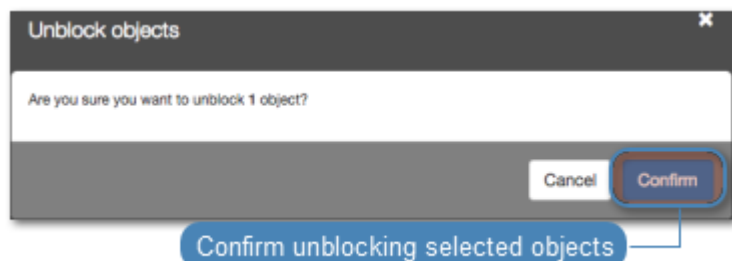 Unblock objects
Are you sure you want to unblock 1 object?
Cancel Confirm
Confirm unblocking selected objects